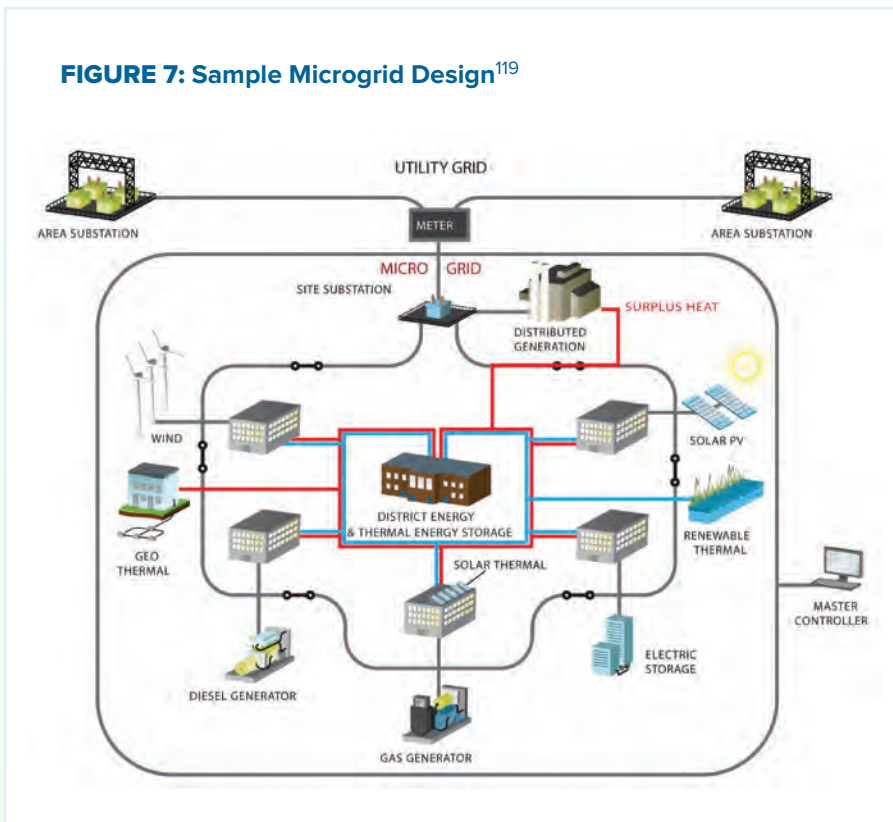 FIGURE 7: Sample Microgrid Design119
UTILITY GRID
AREA SUBSTATION
METER
AREA SUBSTATION
MICRO GRID
SITE SUBSTATION
SURPLUS HEAT
DISTRIBUTED
GENERATION
WIND
SOLAR PV
DISTRICT ENERGY
& THERMAL ENERGY STORAGE
GEO
THERMAL
RENEWABLE
THERMAL
SOLAR THERMAL
MASTER
CONTROLLER
ELECTRIC
STORAGE
DIESEL GENERATOR
GAS GENERATOR